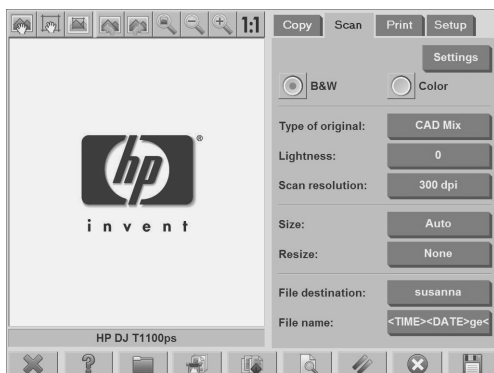 1:1
Copy Scan Print Setup
Settings
B&W Color
Type of original: CAD Mix
Lightness: 0
Scan resolution: 300 dpi
Size: Auto
Resize: None
File destination: susanna
File name: <TIME><DATE>ge<
hp®
invent
HP DJ T1100ps